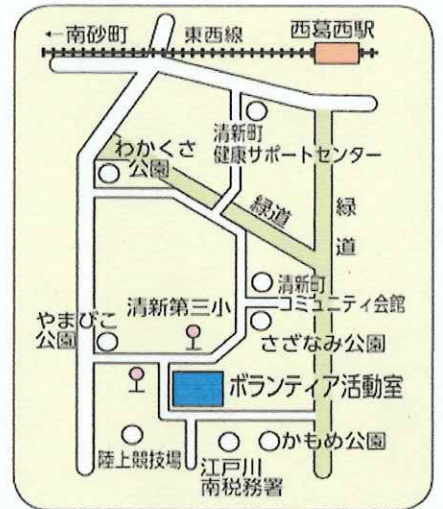 ←南砂町
東西線
西葛西駅
清新町
健康サポートセンター
わかくさ
公園
緑道
緑
道
清新町
コミュニティ会館
清新第三小
やまびこ
公園
さざなみ公園
ボランティア活動室
かもめ公園
陸上競技場
江戸川
南税務署